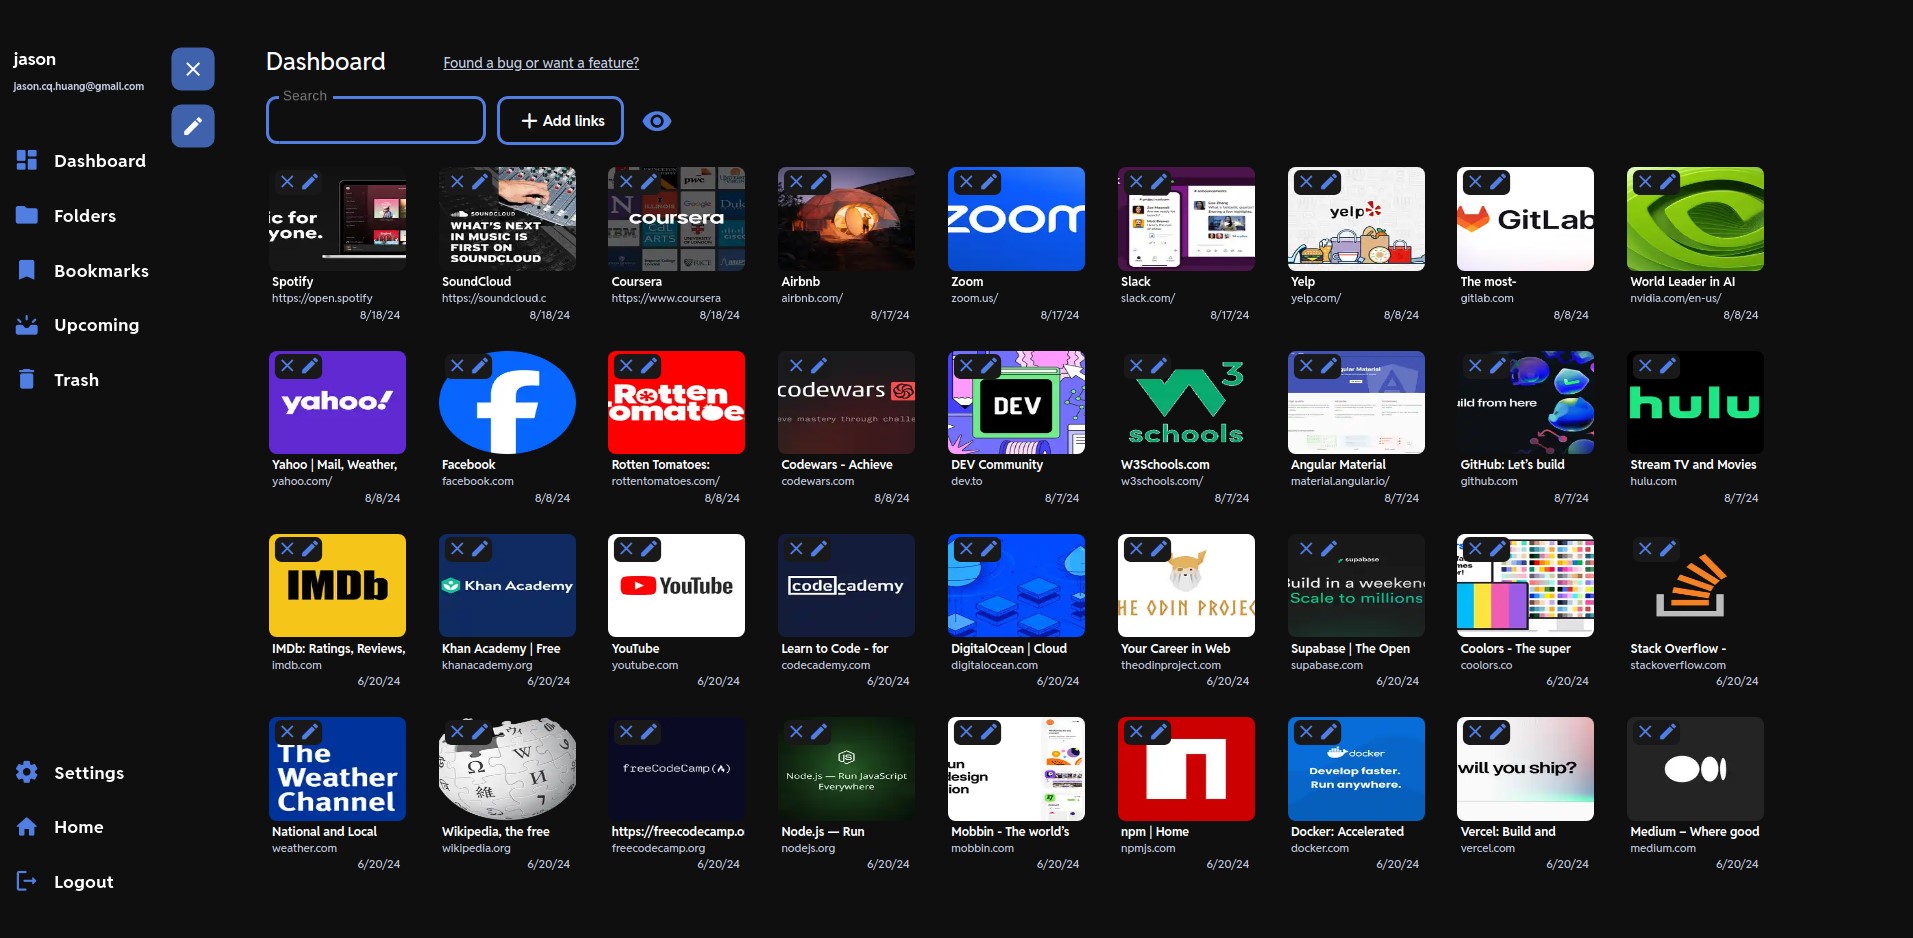 jason
jason.cq.huang@gmail.com
Dashboard
Folders
Bookmarks
Upcoming
Trash
Settings
Home
Logout
Dashboard
Found a bug or want a feature?
Search
Add links
ic for
yone.
Spotify
https://open.spotify
8/18/24
SOUNDCLOUD
WHAT'S NEXT
IN MUSIC IS
FIRST ON
SOUNDCLOUD
SoundCloud
https://soundcloud.c
8/18/24
coursera
Coursera
https://www.coursera
8/18/24
Airbnb
airbnb.com/
8/17/24
zoom
Zoom
zoom.us/
8/17/24
Slack
slack.com/
8/17/24
yelp
Yelp
yelp.com/
8/8/24
GitLab
The most-
gitlab.com
8/8/24
World Leader in AI
nvidia.com/en-us/
8/8/24
yahoo!
Yahoo | Mail, Weather,
yahoo.com/
8/8/24
Facebook
facebook.com
8/8/24
Rotten
omatoe
Rotten Tomatoes:
rottentomatoes.com/
8/8/24
codewars
eve mastery through challe
Codewars - Achieve
codewars.com
8/8/24
DEV
DEV Community
dev.to
8/7/24
W3
schools
W3Schools.com
w3schools.com/
8/7/24
gular Material
Angular Material
material.angular.io/
8/7/24
uild from here
GitHub: Let's build
github.com
8/7/24
hulu
Stream TV and Movies
hulu.com
8/7/24
IMDb
IMDb: Ratings, Reviews,
imdb.com
6/20/24
Khan Academy
Khan Academy | Free
khanacademy.org
6/20/24
YouTube
YouTube
youtube.com
6/20/24
codecademy
Learn to Code - for
codecademy.com
6/20/24
DigitalOcean | Cloud
digitalocean.com
6/20/24
HE ODIN PROJEC
Your Career in Web
theodinproject.com
6/20/24
supabase
Build in a weekend
Scale to millions
Supabase | The Open
supabase.com
6/20/24
Coolors - The super
coolors.co
6/20/24
Stack Overflow -
stackoverflow.com
6/20/24
The
Weather
Channel
National and Local
weather.com
6/20/24
Wikipedia, the free
wikipedia.org
6/20/24
freeCodeCamp
https://freecodecamp.o
freecodecamp.org
6/20/24
Node.js — Run JavaScript
Everywhere
Node.js — Run
nodejs.org
6/20/24
un
design
ion
Mobbin - The world's
mobbin.com
6/20/24
n
npm | Home
npmjs.com
6/20/24
docker
Develop faster.
Run anywhere.
Docker: Accelerated
docker.com
6/20/24
will you ship?
Vercel: Build and
vercel.com
6/20/24
Medium – Where good
medium.com
6/20/24